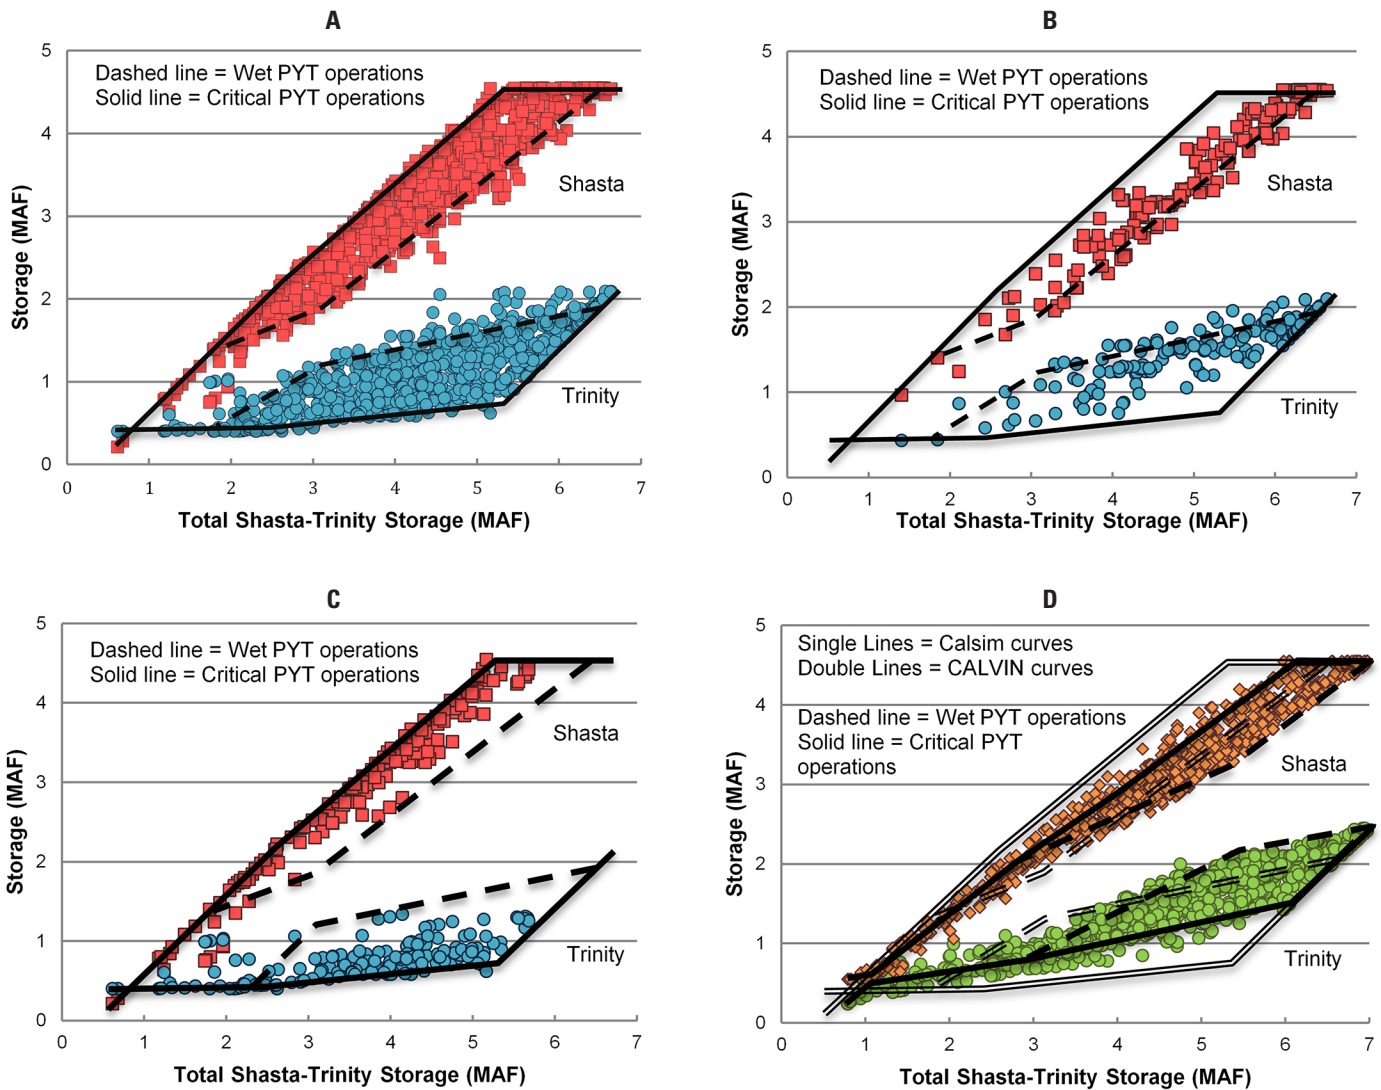 A
Dashed line = Wet PYT operations
Solid line = Critical PYT operations
5
4
3
2
1
0
Storage (MAF)
Shasta
Trinity
0 1 2 3 4 5 6 7
Total Shasta-Trinity Storage (MAF)
B
Dashed line = Wet PYT operations
Solid line = Critical PYT operations
5
4
3
2
1
0
Storage (MAF)
Shasta
Trinity
0 1 2 3 4 5 6 7
Total Shasta-Trinity Storage (MAF)
C
Dashed line = Wet PYT operations
Solid line = Critical PYT operations
5
4
3
2
1
0
Storage (MAF)
Shasta
Trinity
0 1 2 3 4 5 6 7
Total Shasta-Trinity Storage (MAF)
D
Single Lines = Calsim curves
Double Lines = CALVIN curves
Dashed line = Wet PYT operations
Solid line = Critical PYT
operations
5
4
3
2
1
0
Storage (MAF)
Shasta
Trinity
0 1 2 3 4 5 6 7
Total Shasta-Trinity Storage (MAF)